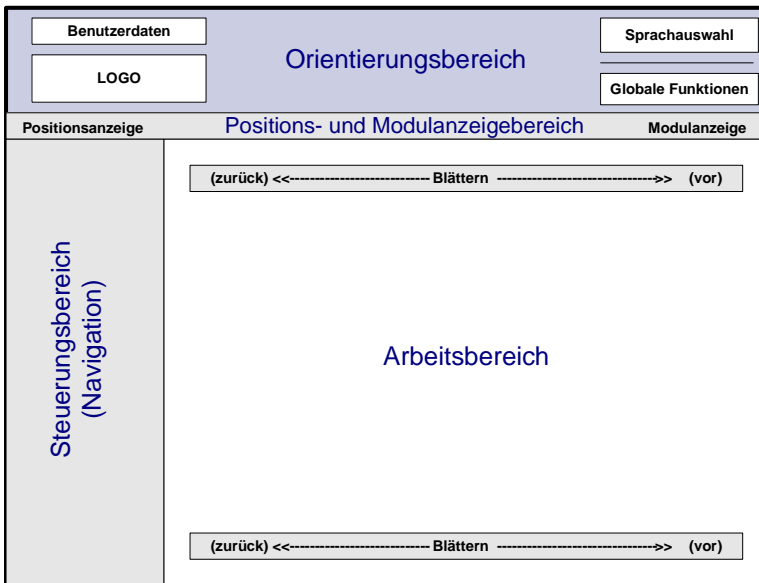 Benutzerdaten
LOGO
Orientierungsbereich
Sprachauswahl
Globale Funktionen
Positionsanzeige
Positions- und Modulanzeigebereich
Modulanzeige
(zurück) <<---------------------------- Blättern -------------------------------->> (vor)
Steuerungsbereich
(Navigation)
Arbeitsbereich
(zurück) <<---------------------------- Blättern -------------------------------->> (vor)